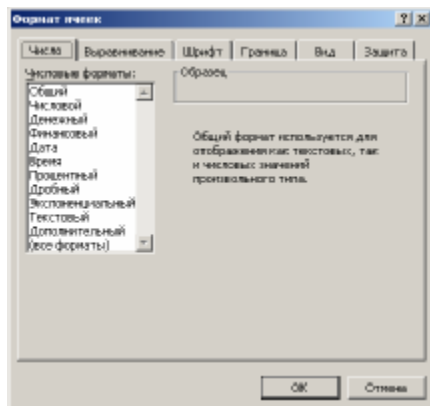 Формат ячеек
Число Выравнивание Шрифт Граница Вид Защита
Числовые форматы:
Образец
Общий
Числовой
Денежный
Финансовый
Дата
Время
Процентный
Дробный
Экспоненциальный
Текстовый
Дополнительный
(все форматы)
Общий формат используется для
отображения как текстовых, так
и числовых значений
произвольного типа.
ОК Отмена